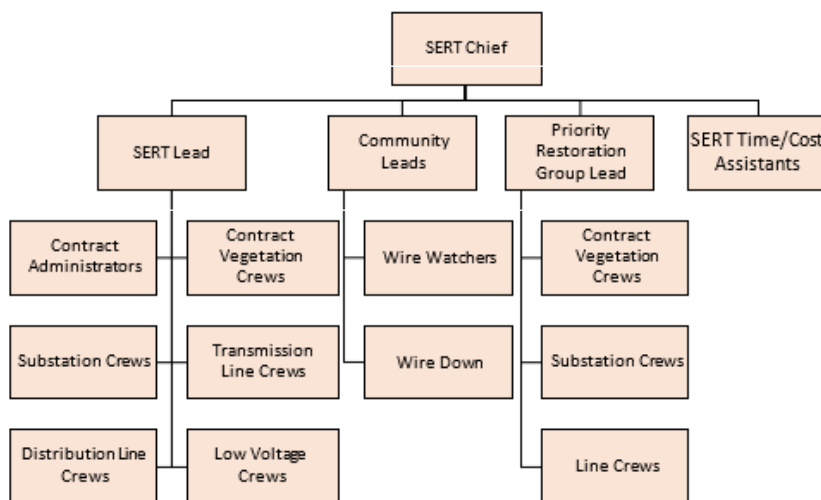 SERT Chief
SERT Lead
Community
Leads
Priority
Restoration
Group Lead
SERT Time/Cost
Assistants
Contract
Administrators
Contract
Vegetation
Crews
Wire Watchers
Contract
Vegetation
Crews
Substation Crews
Transmission
Line Crews
Wire Down
Substation Crews
Distribution Line
Crews
Low Voltage
Crews
Line Crews